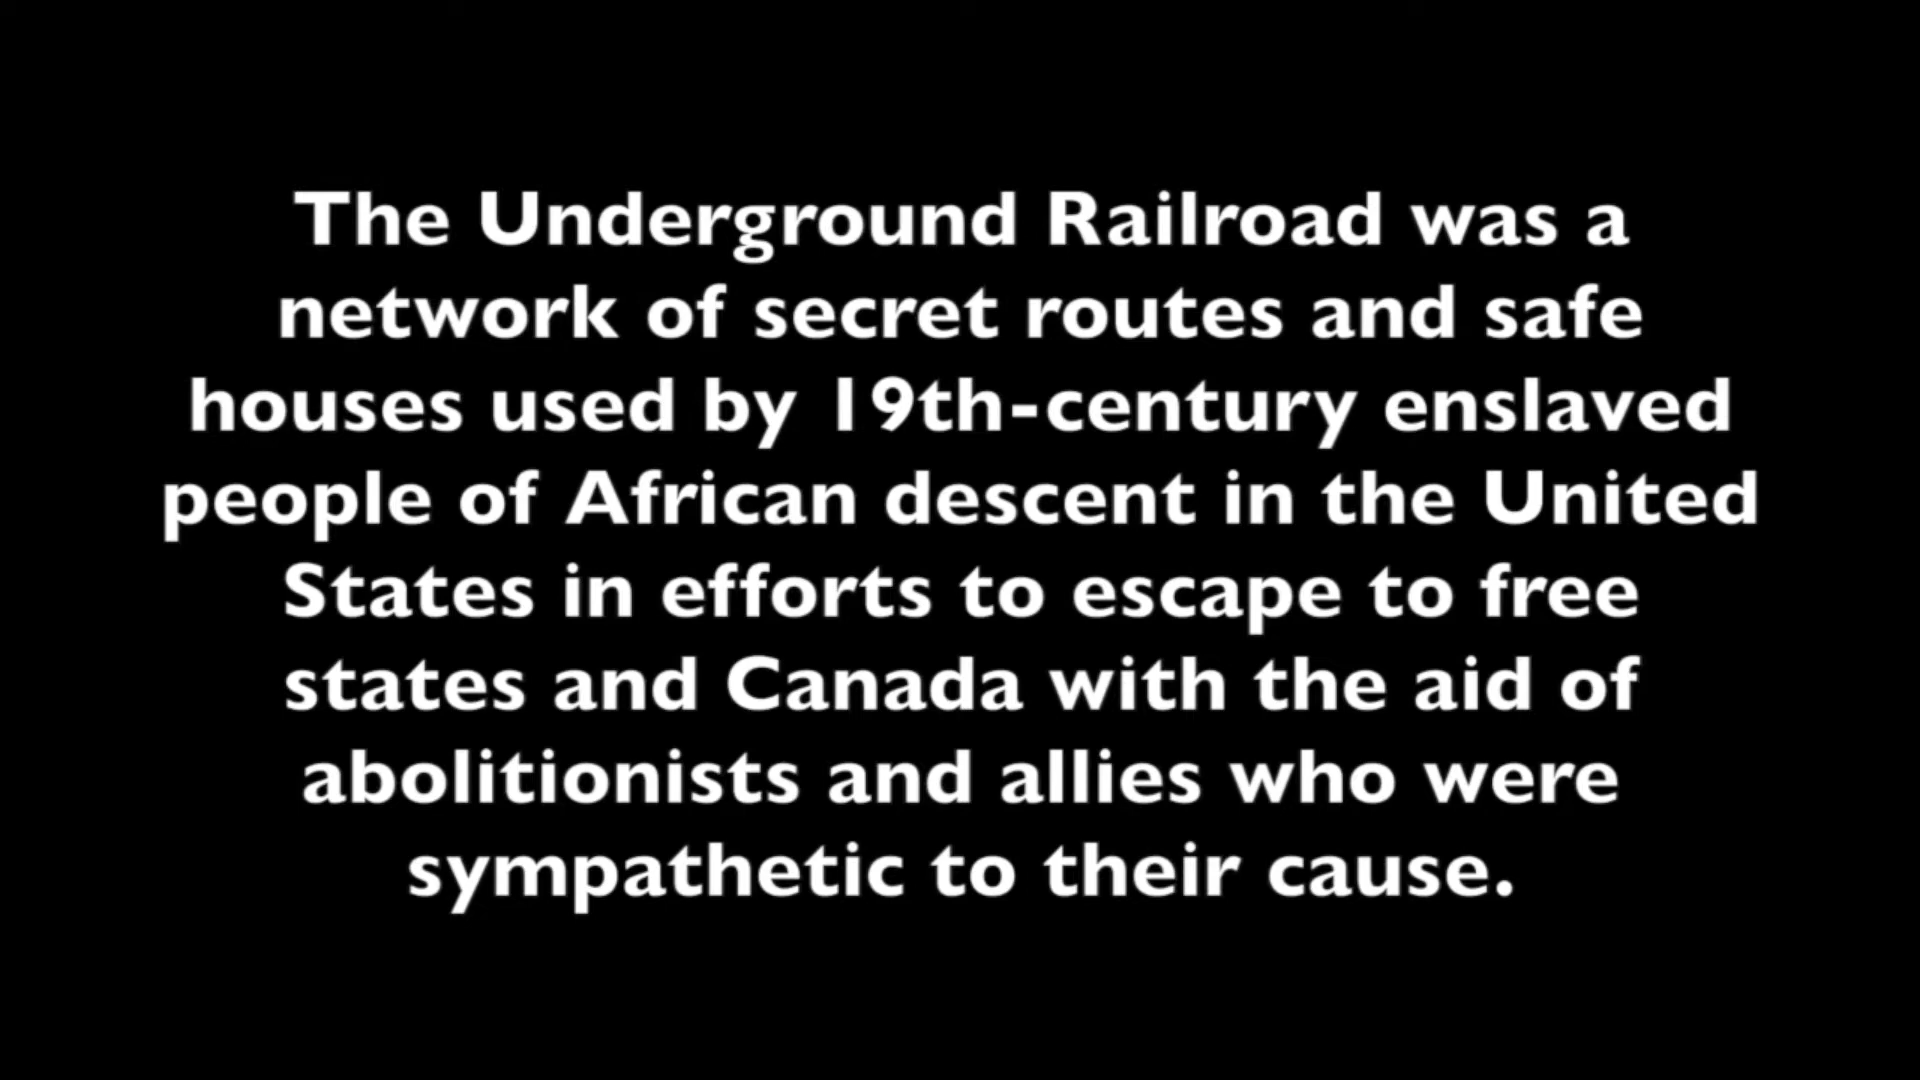 The Underground Railroad was a
network of secret routes and safe
houses used by 19th-century enslaved
people of African descent in the United
States in efforts to escape to free
states and Canada with the aid of
abolitionists and allies who were
sympathetic to their cause.